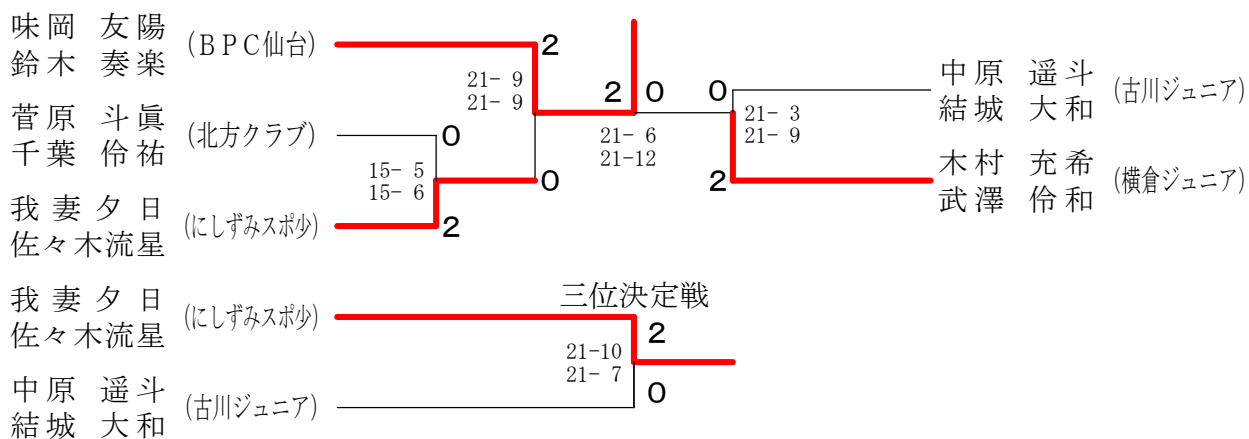 味岡 友陽
鈴木 奏楽
(BPC仙台)
2
21- 9
21- 9
菅原 斗眞
千葉 伶祐
(北方クラブ)
0
15- 5
15- 6
0
我妻夕日
佐々木流星
(にしずみスポ少)
2
2 0
21- 6
21-12
0
21- 3
21- 9
2
中原 遥斗
結城 大和
(古川ジュニア)
木村 充希
武澤 伶和
(横倉ジュニア)
三位決定戦
我妻夕日
佐々木流星
(にしずみスポ少)
2
21-10
21- 7
0
中原 遥斗
結城 大和
(古川ジュニア)